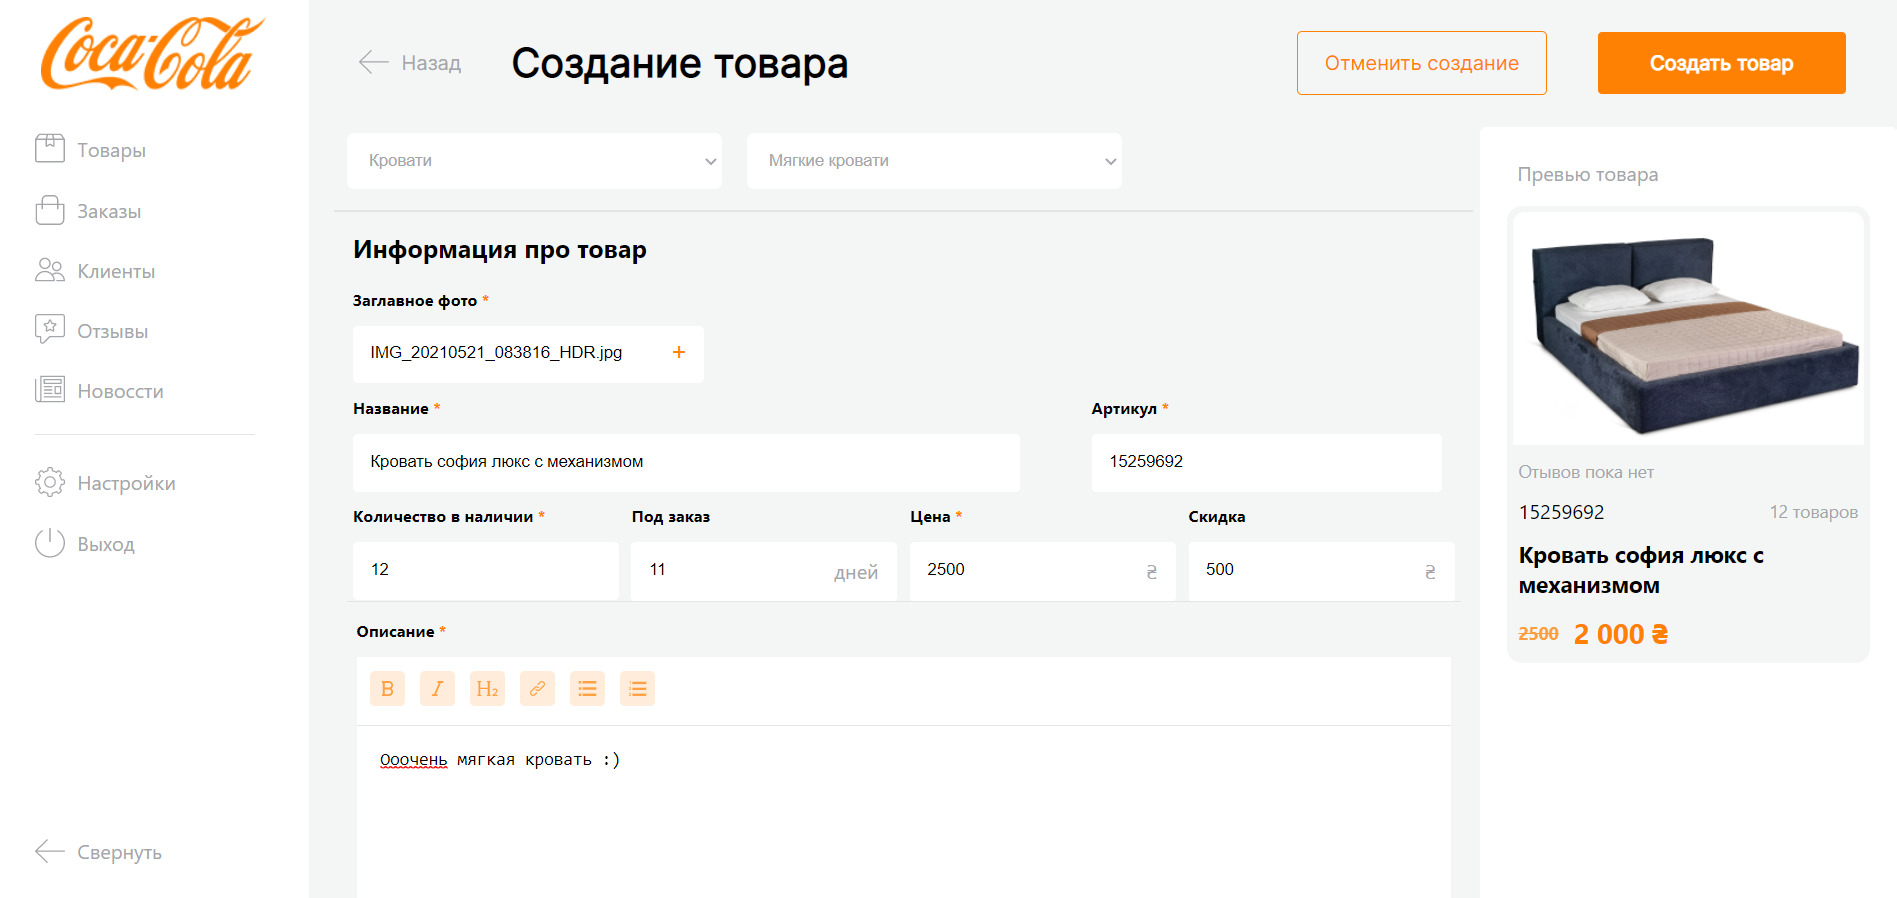 Coca-Cola
Товары
Заказы
Клиенты
Отзывы
Новоссти
Настройки
Выход
Свернуть
Назад
Создание товара
Отменить создание
Создать товар
Кровати
Мягкие кровати
Информация про товар
Заглавное фото *
IMG_20210521_083816_HDR.jpg +
Название *
Артикул *
Кровать софия люкс с механизмом
15259692
Количество в наличии *
Под заказ
Цена *
Скидка
12
11 дней
2500 ₴
500 ₴
Описание *
B I H2
Ооочень мягкая кровать :)
Превью товара
Отывов пока нет
15259692 12 товаров
Кровать софия люкс с
механизмом
2500 2 000 ₴